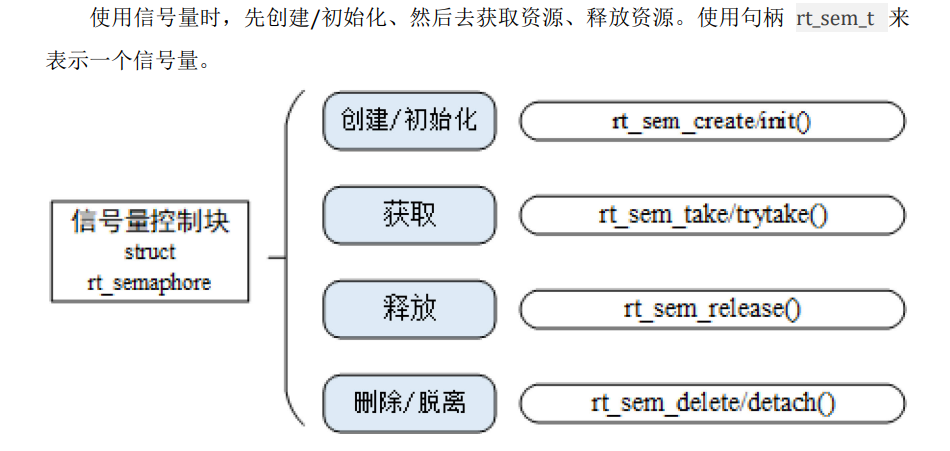 使用信号量时，先创建/初始化、然后去获取资源、释放资源。使用句柄 rt_sem_t 来
表示一个信号量。
信号量控制块
struct
rt_semaphore
创建/初始化
rt_sem_create/init()
获取
rt_sem_take/trytake()
释放
rt_sem_release()
删除/脱离
rt_sem_delete/detach()